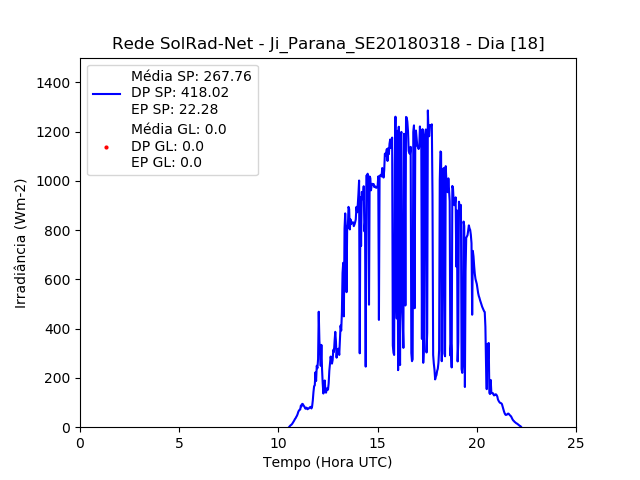 Rede SolRad-Net - Ji_Parana_SE20180318 - Dia [18]
Média SP: 267.76
DP SP: 418.02
EP SP: 22.28
Média GL: 0.0
DP GL: 0.0
EP GL: 0.0
1400
1200
1000
800
600
400
200
0
Irradiância (Wm-2)
0 5 10 15 20 25
Tempo (Hora UTC)